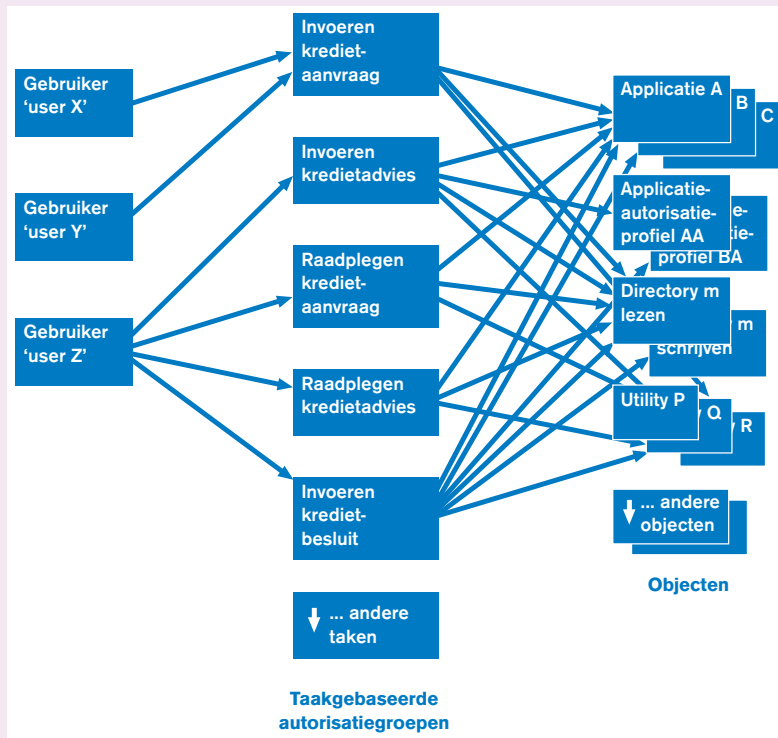 Gebruiker
‘user X’
Gebruiker
‘user Y’
Gebruiker
‘user Z’
Invoeren
krediet-
aanvraag
Invoeren
kredietadvies
Raadplegen
krediet-
aanvraag
Raadplegen
kredietadvies
Invoeren
krediet-
besluit
... andere
taken
Taakgebaseerde
autorisatiegroepen
Applicatie A
B
C
Applicatie-
autorisatie-
profiel AA
e-
tie-
profiel BA
Directory m
lezen
m
schrijven
Utility P
Q
R
... andere
objecten
Objecten